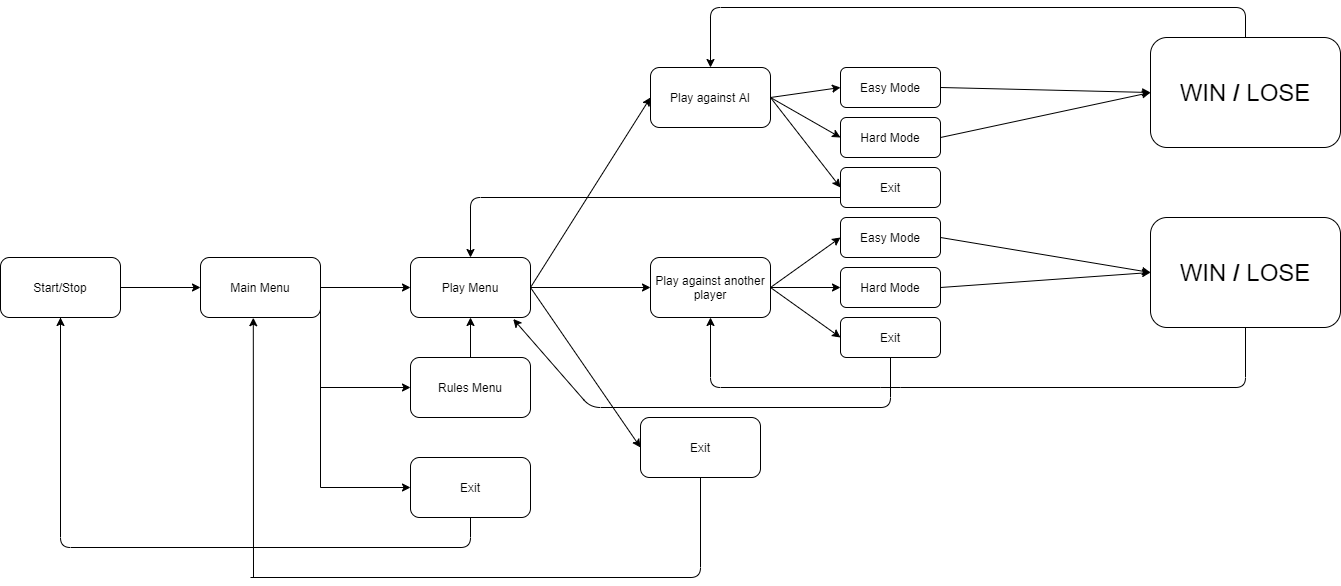 Play against AI
Easy Mode
WIN / LOSE
Hard Mode
Exit
Easy Mode
Start/Stop
Main Menu
Play Menu
Play against another
player
Hard Mode
WIN / LOSE
Exit
Rules Menu
Exit
Exit